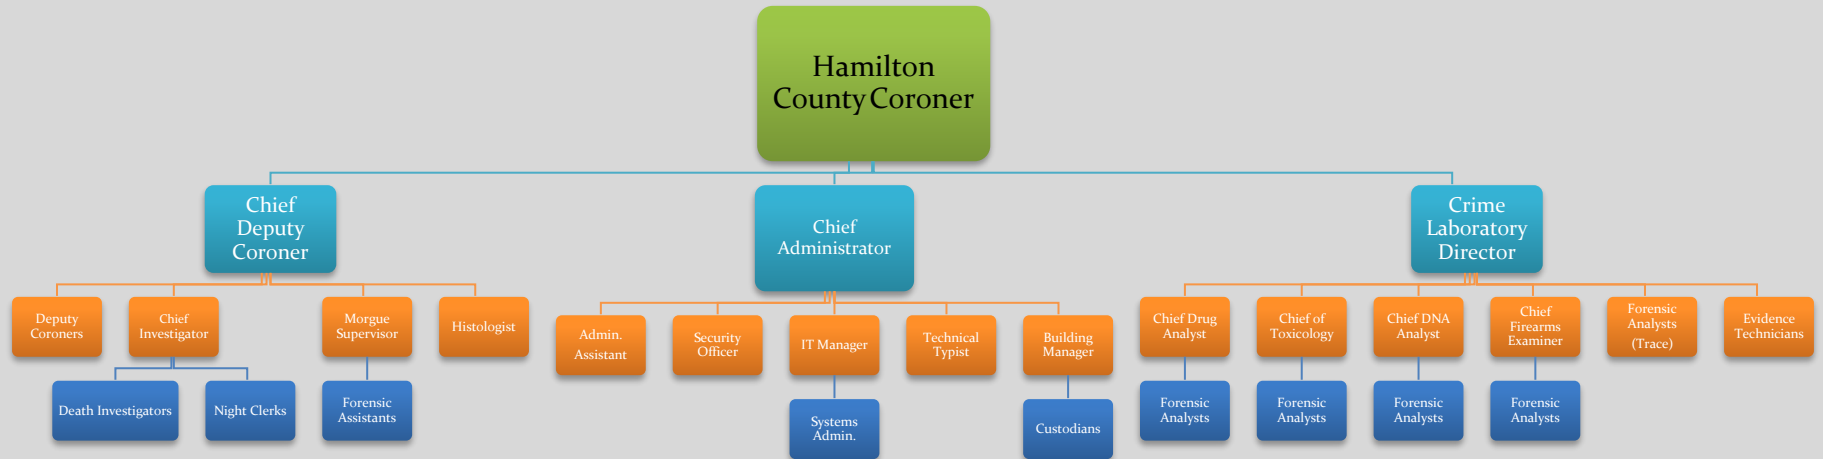 Hamilton
County Coroner
Chief
Deputy
Coroner
Chief
Administrator
Crime
Laboratory
Director
Deputy
Coroners
Chief
Investigator
Morgue
Supervisor
Histologist
Admin.
Assistant
Security
Officer
IT Manager
Technical
Typist
Building
Manager
Chief Drug
Analyst
Chief of
Toxicology
Chief DNA
Analyst
Chief
Firearms
Examiner
Forensic
Analysts
(Trace)
Evidence
Technicians
Death Investigators
Night Clerks
Forensic
Assistants
Systems
Admin.
Custodians
Forensic
Analysts
Forensic
Analysts
Forensic
Analysts
Forensic
Analysts